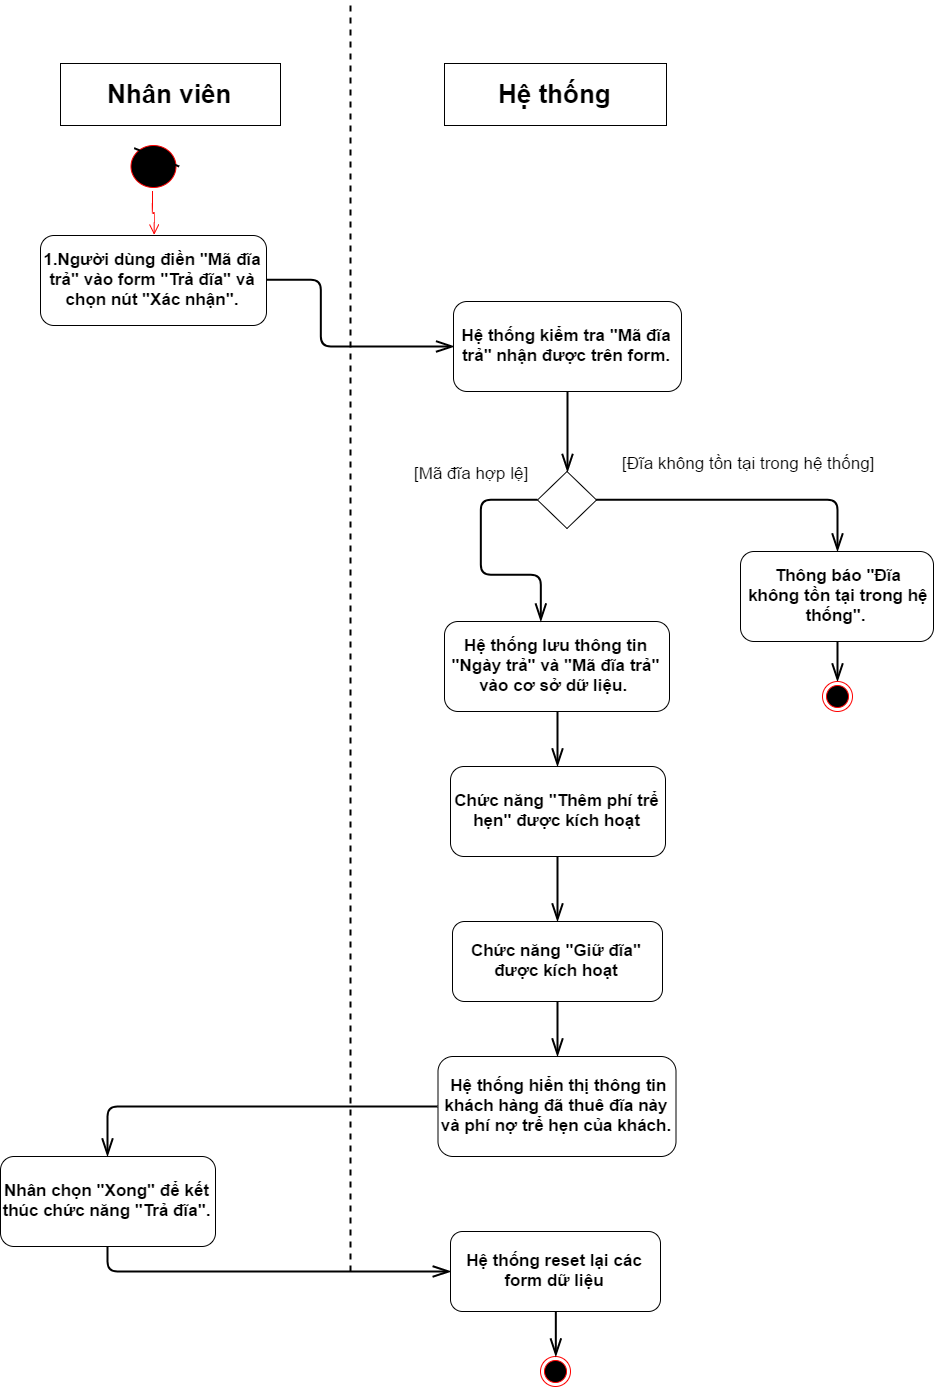 Nhân viên
Hệ thống
1.Người dùng điền "Mã đĩa
trả" vào form "Trả đĩa" và
chọn nút "Xác nhận".
Hệ thống kiểm tra "Mã đĩa
trả" nhận được trên form.
[Mã đĩa hợp lệ]
[Đĩa không tồn tại trong hệ thống]
Thông báo "Đĩa
không tồn tại trong hệ
thống".
Hệ thống lưu thông tin
"Ngày trả" và "Mã đĩa trả"
vào cơ sở dữ liệu.
Chức năng "Thêm phí trể
hẹn" được kích hoạt
Chức năng "Giữ đĩa"
được kích hoạt
Hệ thống hiển thị thông tin
khách hàng đã thuê đĩa này
và phí nợ trể hẹn của khách.
Nhân chọn "Xong" để kết
thúc chức năng "Trả đĩa".
Hệ thống reset lại các
form dữ liệu